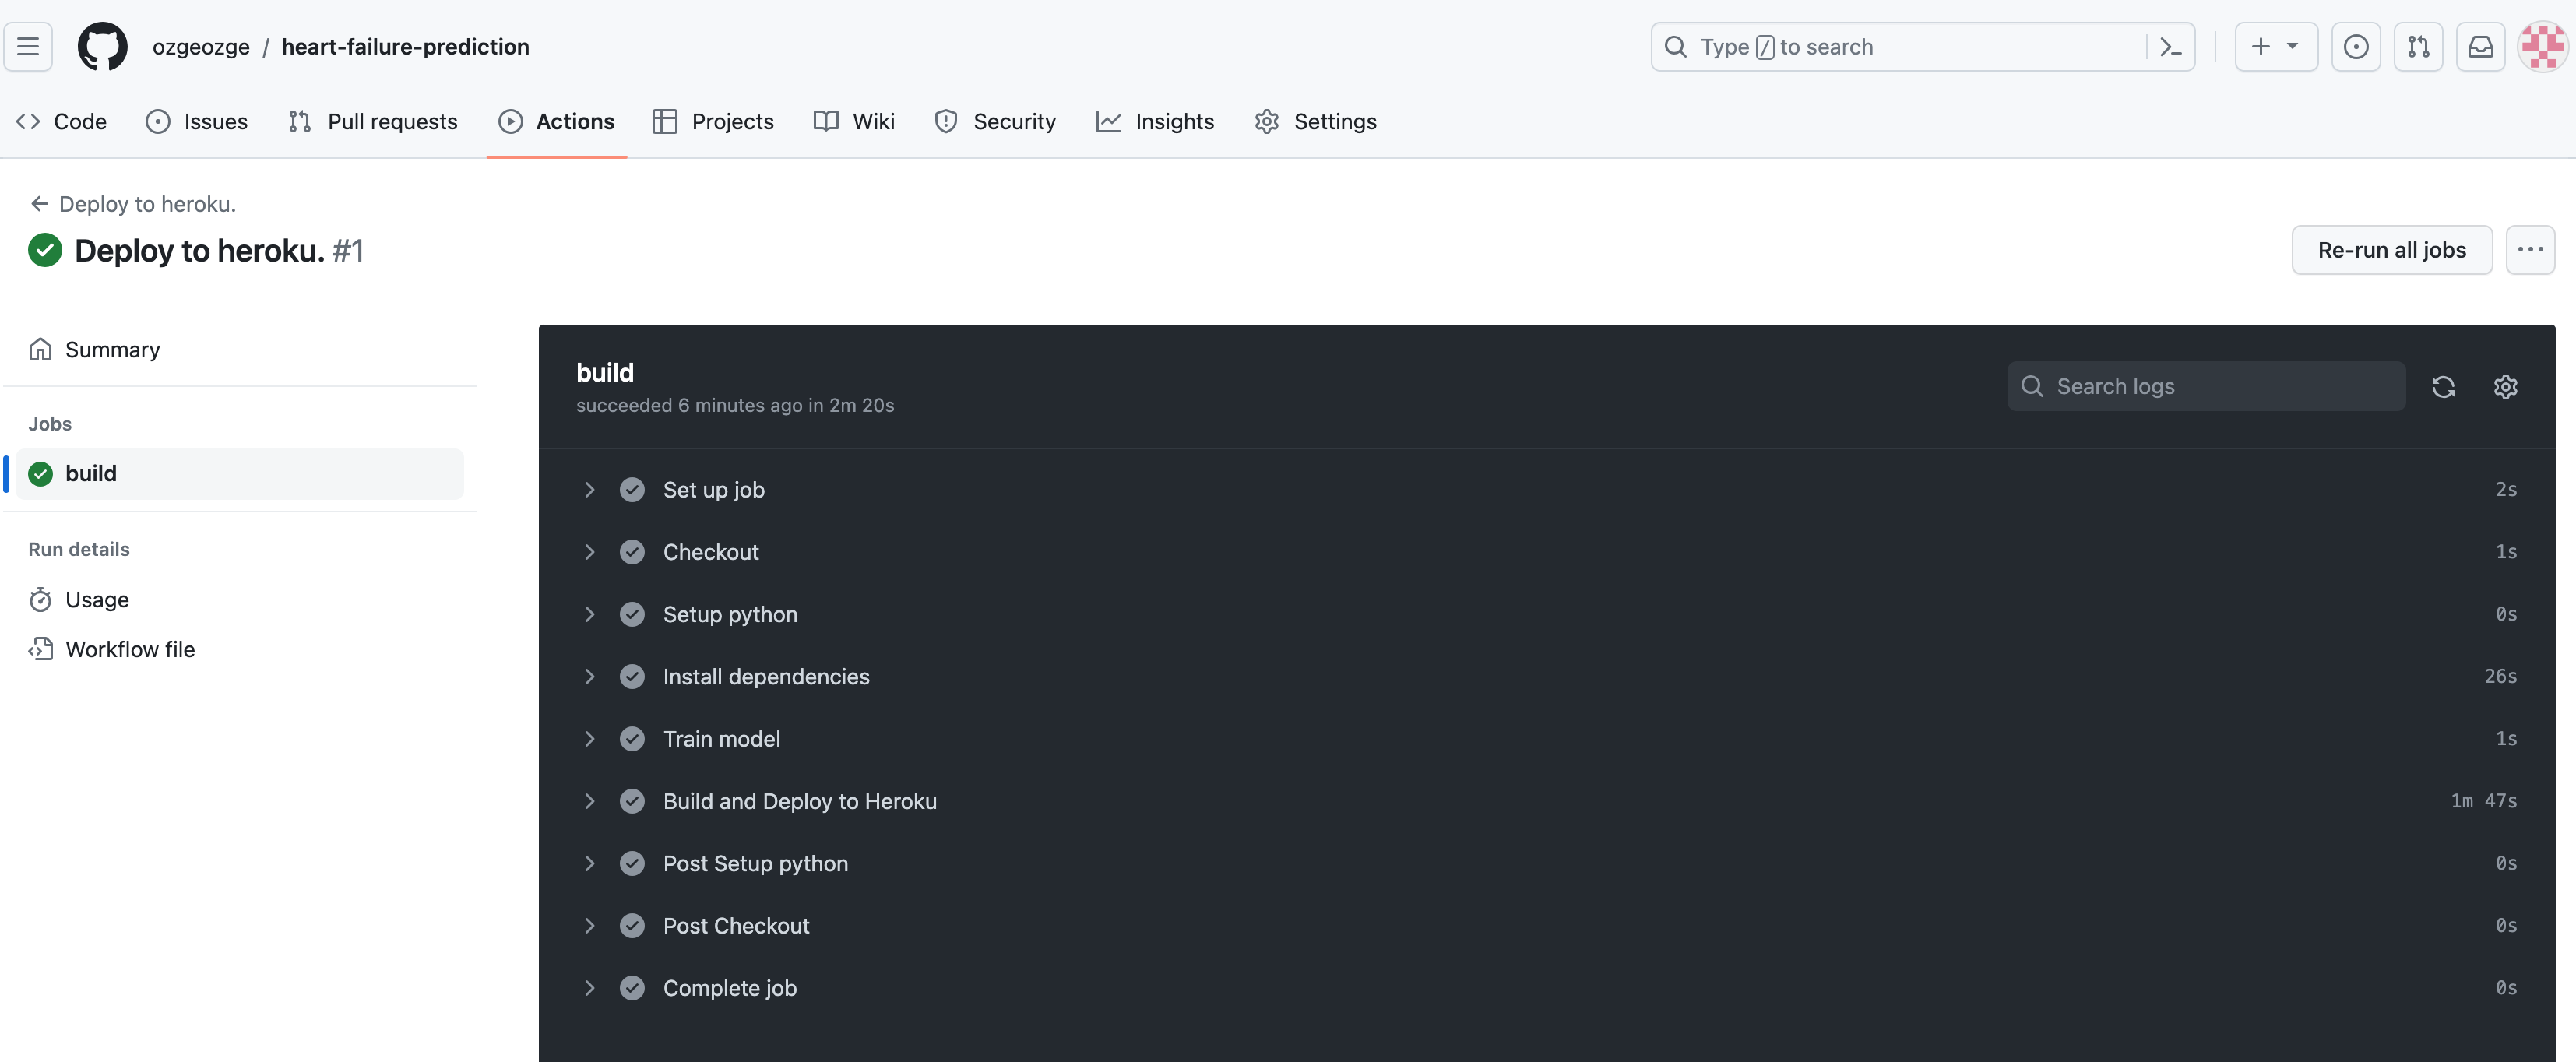 ozgeozge / heart-failure-prediction
Type / to search
Code Issues Pull requests Actions Projects Wiki Security Insights Settings
← Deploy to heroku.
Deploy to heroku. #1
Re-run all jobs
Summary
Jobs
build
Run details
Usage
Workflow file
build
succeeded 6 minutes ago in 2m 20s
Search logs
Set up job 2s
Checkout 1s
Setup python 0s
Install dependencies 26s
Train model 1s
Build and Deploy to Heroku 1m 47s
Post Setup python 0s
Post Checkout 0s
Complete job 0s